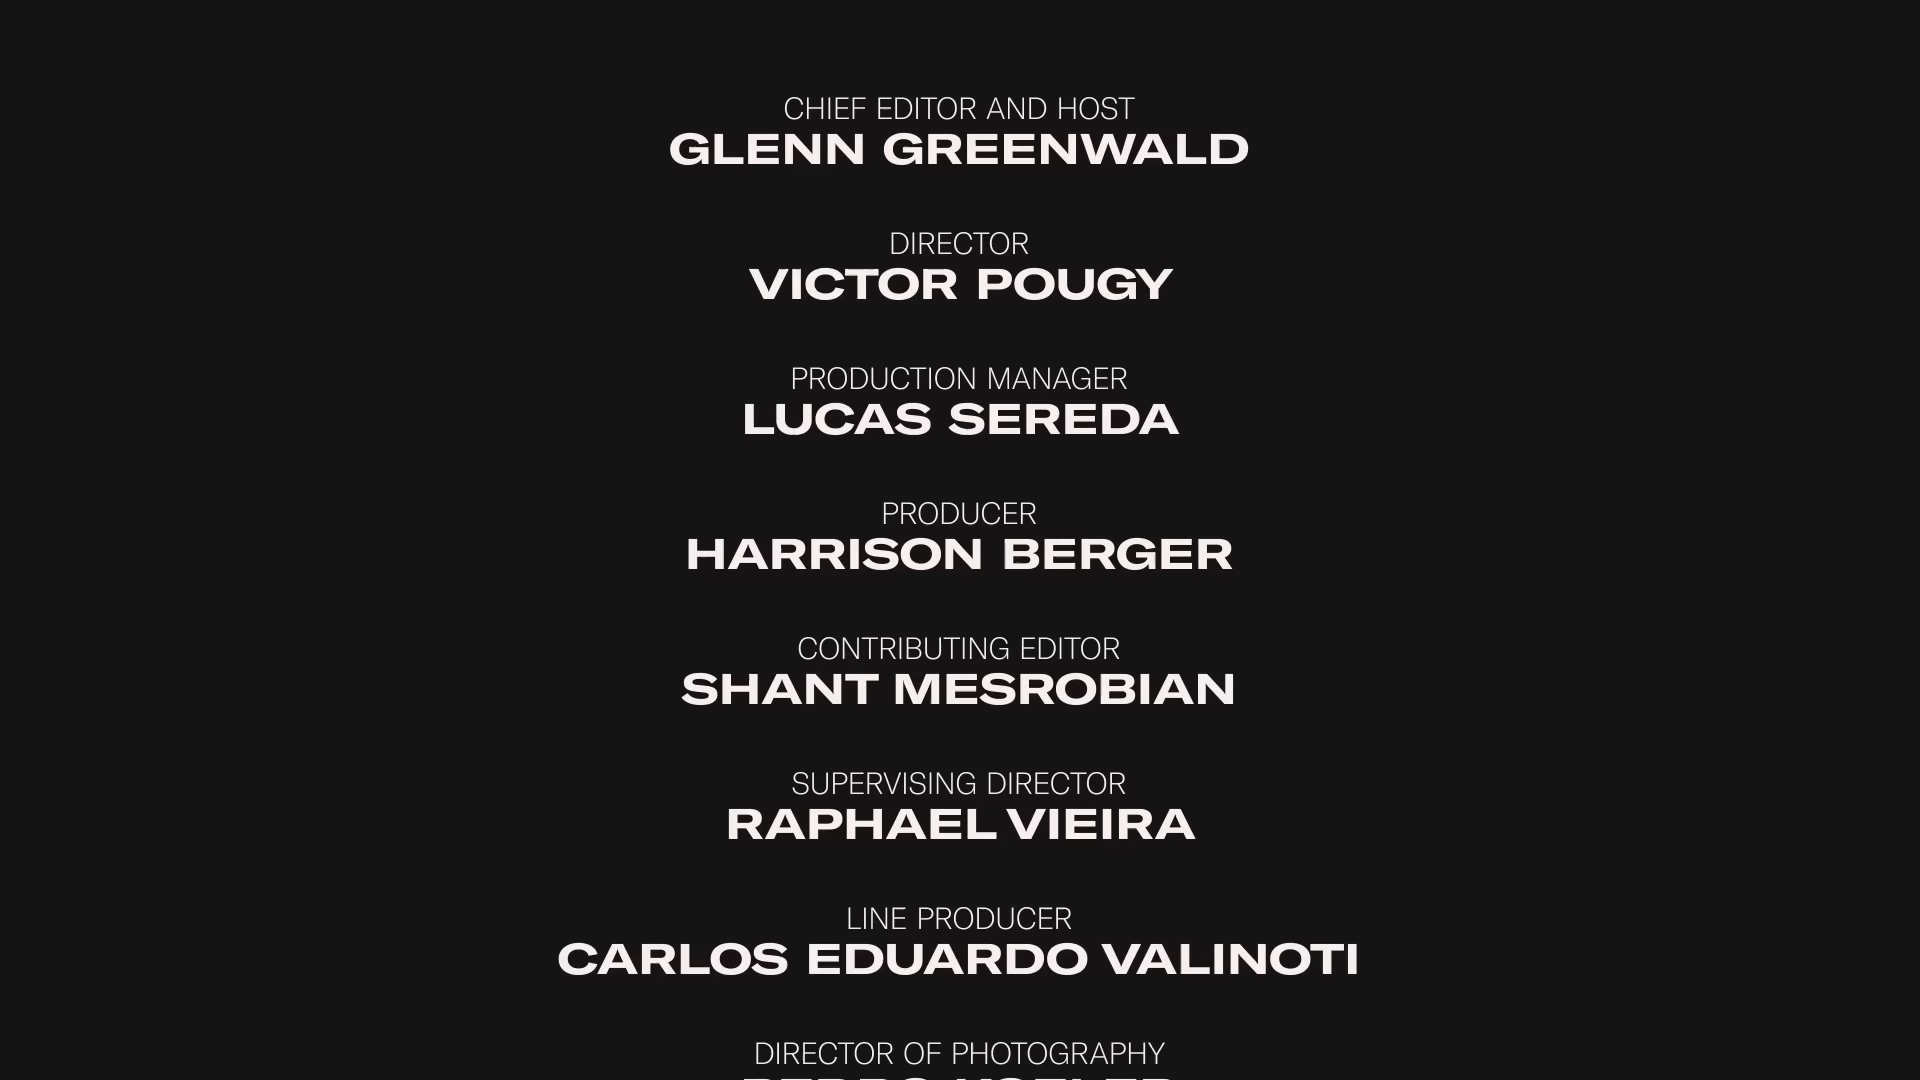 CHIEF EDITOR AND HOST
GLENN GREENWALD
DIRECTOR
VICTOR POUGY
PRODUCTION MANAGER
LUCAS SEREDA
PRODUCER
HARRISON BERGER
CONTRIBUTING EDITOR
SHANT MESROBIAN
SUPERVISING DIRECTOR
RAPHAEL VIEIRA
LINE PRODUCER
CARLOS EDUARDO VALINOTI
DIRECTOR OF PHOTOGRAPHY